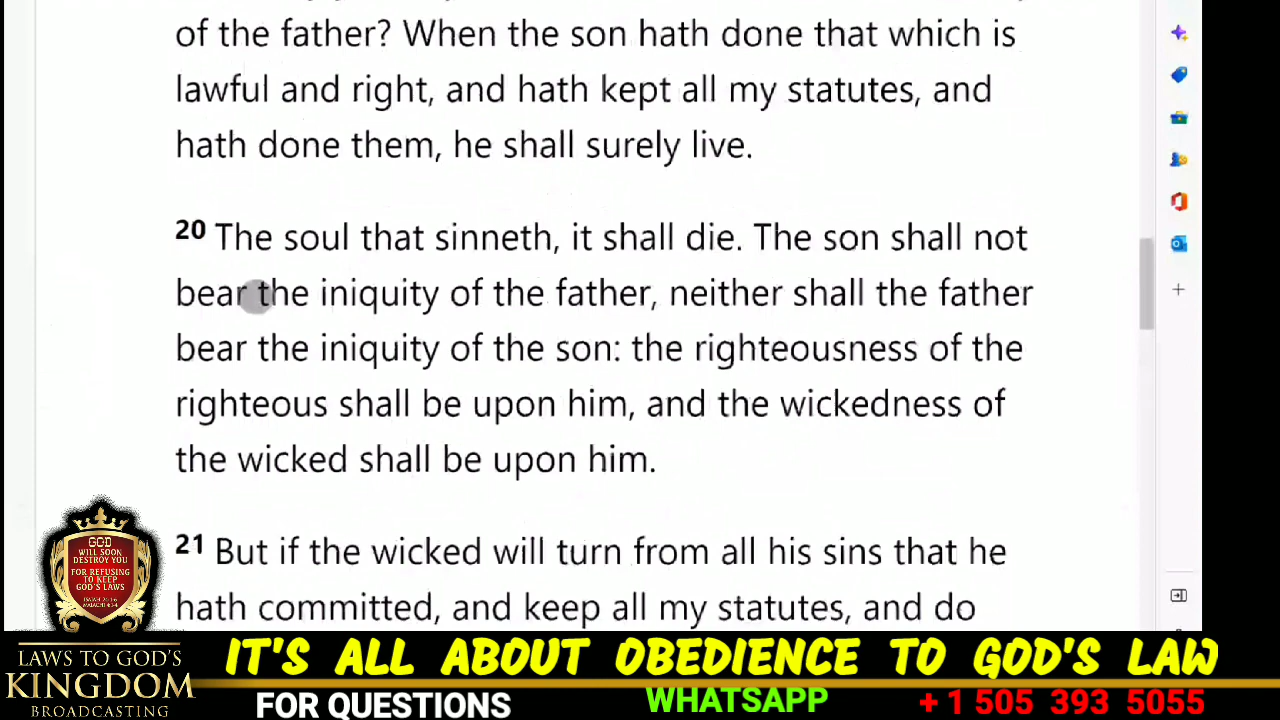 of the father? When the son hath done that which is
lawful and right, and hath kept all my statutes, and
hath done them, he shall surely live.
20 The soul that sinneth, it shall die. The son shall not
bear the iniquity of the father, neither shall the father
bear the iniquity of the son: the righteousness of the
righteous shall be upon him, and the wickedness of
the wicked shall be upon him.
21 But if the wicked will turn from all his sins that he
hath committed, and keep all my statutes, and do
GOD
WILL SOON
DESTROY YOU
FOR REFUSING
TO KEEP
GOD'S LAWS
LAWS TO GOD'S
KINGDOM
BROADCASTING
IT'S ALL ABOUT OBEDIENCE TO GOD'S LAW
FOR QUESTIONS
WHATSAPP
+ 1 505 393 5055